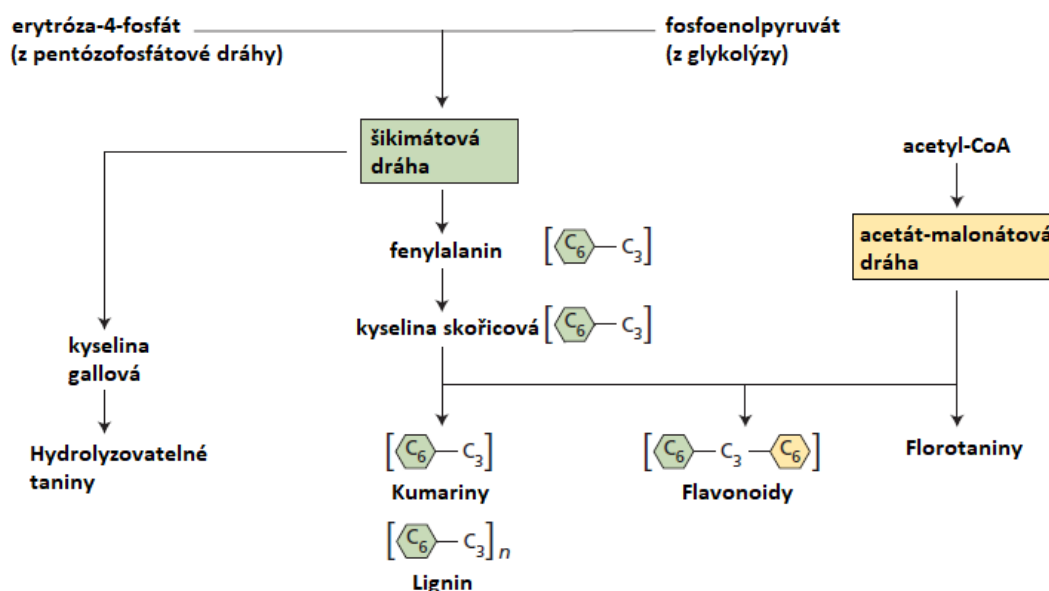 erytróza-4-fosfát
(z pentózofosfátové dráhy)
fosfoenolpyruvát
(z glykolýzy)
šikimátová
dráha
acetyl-CoA
acetát-malonátová
dráha
fenylalanin
[C₆ — C₃]
kyselina skořicová
[C₆ — C₃]
kyselina
gallová
Hydrolyzovatelné
taniny
[C₆ — C₃]
Kumariny
[C₆ — C₃]n
Lignin
[C₆ — C₃ — C₆]
Flavonoidy
Florotaniny